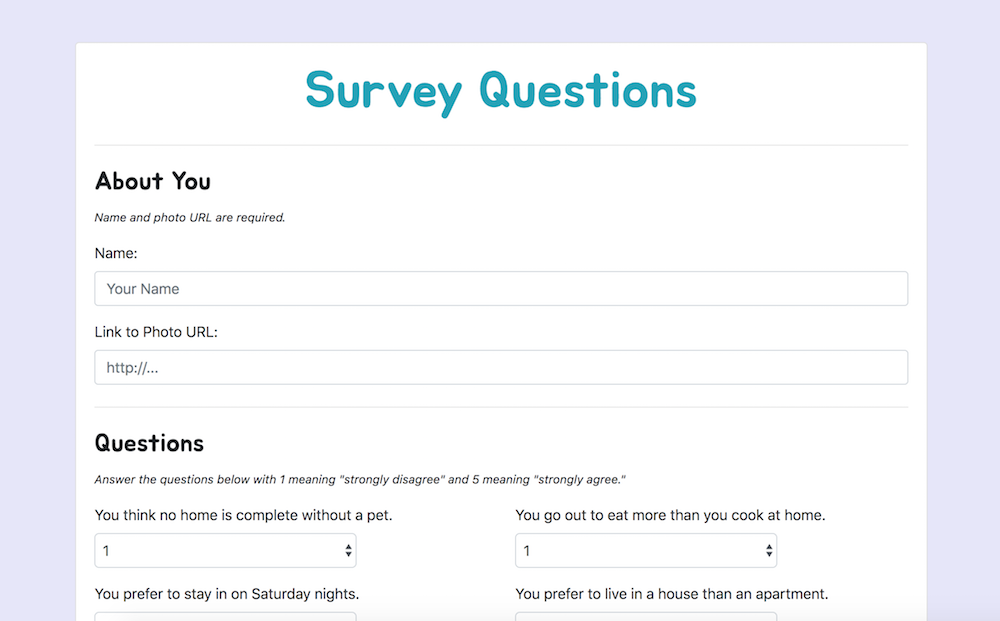 Survey Questions
About You
Name and photo URL are required.
Name:
Your Name
Link to Photo URL:
http://...
Questions
Answer the questions below with 1 meaning "strongly disagree" and 5 meaning "strongly agree."
You think no home is complete without a pet.
1
You go out to eat more than you cook at home.
1
You prefer to stay in on Saturday nights.
You prefer to live in a house than an apartment.